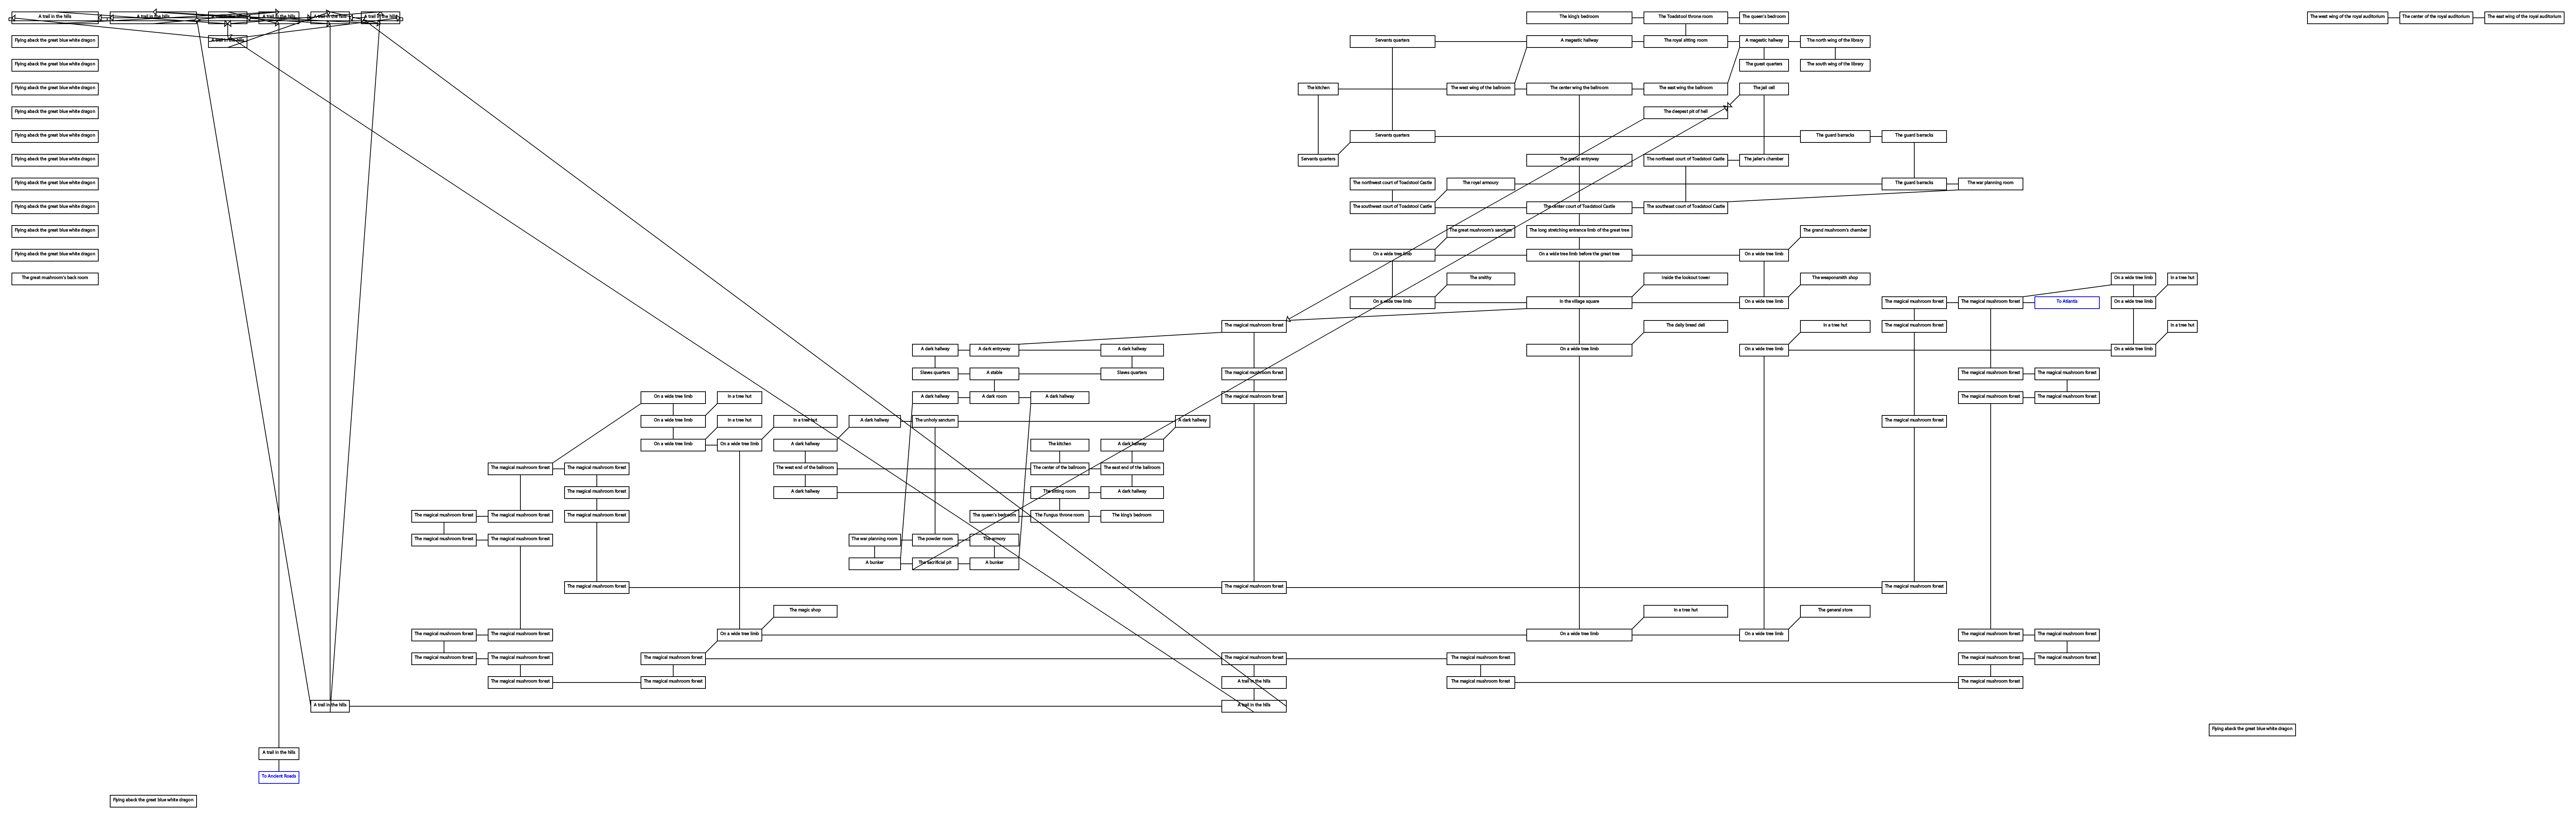 A trail in the hills
A trail in the hills
A trail in the hills
A trail in the hills
A trail in the hills
A trail in the hills
The king's bedroom
The Toadstool throne room
The queen's bedroom
The west wing of the royal auditorium
The center of the royal auditorium
The east wing of the royal auditorium
Flying aback the great blue white dragon
A trail in the hills
Servants quarters
A magestic hallway
The royal sitting room
A magestic hallway
The north wing of the library
Flying aback the great blue white dragon
The guest quarters
The south wing of the library
Flying aback the great blue white dragon
The kitchen
The west wing of the ballroom
The center wing the ballroom
The east wing the ballroom
The jail cell
Flying aback the great blue white dragon
The deepest pit of hell
Flying aback the great blue white dragon
Servants quarters
The guard barracks
The guard barracks
Flying aback the great blue white dragon
Servants quarters
The grand entryway
The northeast court of Toadstool Castle
The jailer's chamber
Flying aback the great blue white dragon
The northwest court of Toadstool Castle
The royal armoury
The guard barracks
The war planning room
Flying aback the great blue white dragon
The southwest court of Toadstool Castle
The center court of Toadstool Castle
The southeast court of Toadstool Castle
Flying aback the great blue white dragon
The great mushroom's sanctum
The long stretching entrance limb of the great tree
The grand mushroom's chamber
Flying aback the great blue white dragon
On a wide tree limb
On a wide tree limb before the great tree
On a wide tree limb
The great mushroom's back room
The smithy
Inside the lookout tower
The weaponsmith shop
On a wide tree limb
In a tree hut
On a wide tree limb
In the village square
On a wide tree limb
The magical mushroom forest
The magical mushroom forest
To Atlantis
On a wide tree limb
The magical mushroom forest
The daily bread deli
In a tree hut
The magical mushroom forest
In a tree hut
A dark hallway
A dark entryway
A dark hallway
On a wide tree limb
On a wide tree limb
On a wide tree limb
Slaves quarters
A stable
Slaves quarters
The magical mushroom forest
The magical mushroom forest
The magical mushroom forest
On a wide tree limb
In a tree hut
A dark hallway
A dark room
A dark hallway
The magical mushroom forest
The magical mushroom forest
The magical mushroom forest
On a wide tree limb
In a tree hut
In a tree hut
A dark hallway
The unholy sanctum
A dark hallway
The magical mushroom forest
On a wide tree limb
On a wide tree limb
A dark hallway
The kitchen
A dark hallway
The magical mushroom forest
The magical mushroom forest
The west end of the ballroom
The center of the ballroom
The east end of the ballroom
The magical mushroom forest
A dark hallway
The sitting room
A dark hallway
The magical mushroom forest
The magical mushroom forest
The magical mushroom forest
The queen's bedroom
The Fungus throne room
The king's bedroom
The magical mushroom forest
The magical mushroom forest
The war planning room
The powder room
The armory
A bunker
The sacrificial pit
A bunker
The magical mushroom forest
The magical mushroom forest
The magical mushroom forest
The magic shop
In a tree hut
The general store
The magical mushroom forest
The magical mushroom forest
On a wide tree limb
On a wide tree limb
On a wide tree limb
The magical mushroom forest
The magical mushroom forest
The magical mushroom forest
The magical mushroom forest
The magical mushroom forest
The magical mushroom forest
The magical mushroom forest
The magical mushroom forest
The magical mushroom forest
The magical mushroom forest
The magical mushroom forest
A trail in the hills
The magical mushroom forest
The magical mushroom forest
A trail in the hills
A trail in the hills
Flying aback the great blue white dragon
A trail in the hills
To Ancient Roads
Flying aback the great blue white dragon